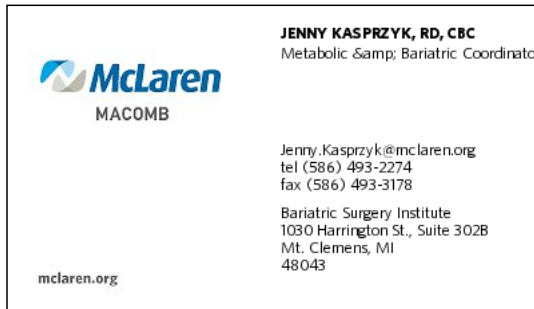 McLaren
MACOMB
mclaren.org
JENNY KASPRZYK, RD, CBC
Metabolic &amp; Bariatric Coordinato
Jenny.Kasprzyk@mclaren.org
tel (586) 493-2274
fax (586) 493-3178
Bariatric Surgery Institute
1030 Harrington St., Suite 302B
Mt. Clemens, MI
48043